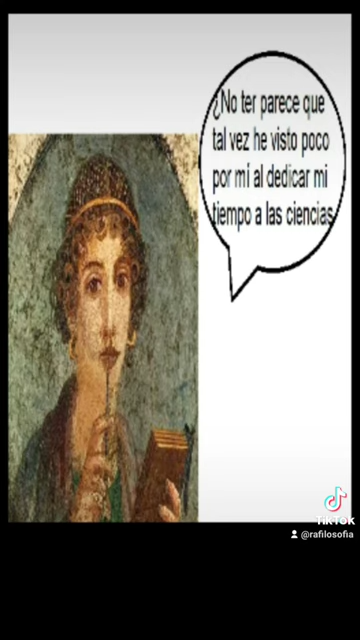 ¿No ter parece que
tal vez he visto poco
por mí al dedicar mi
tiempo a las ciencias
TikTok
@rafilosofia